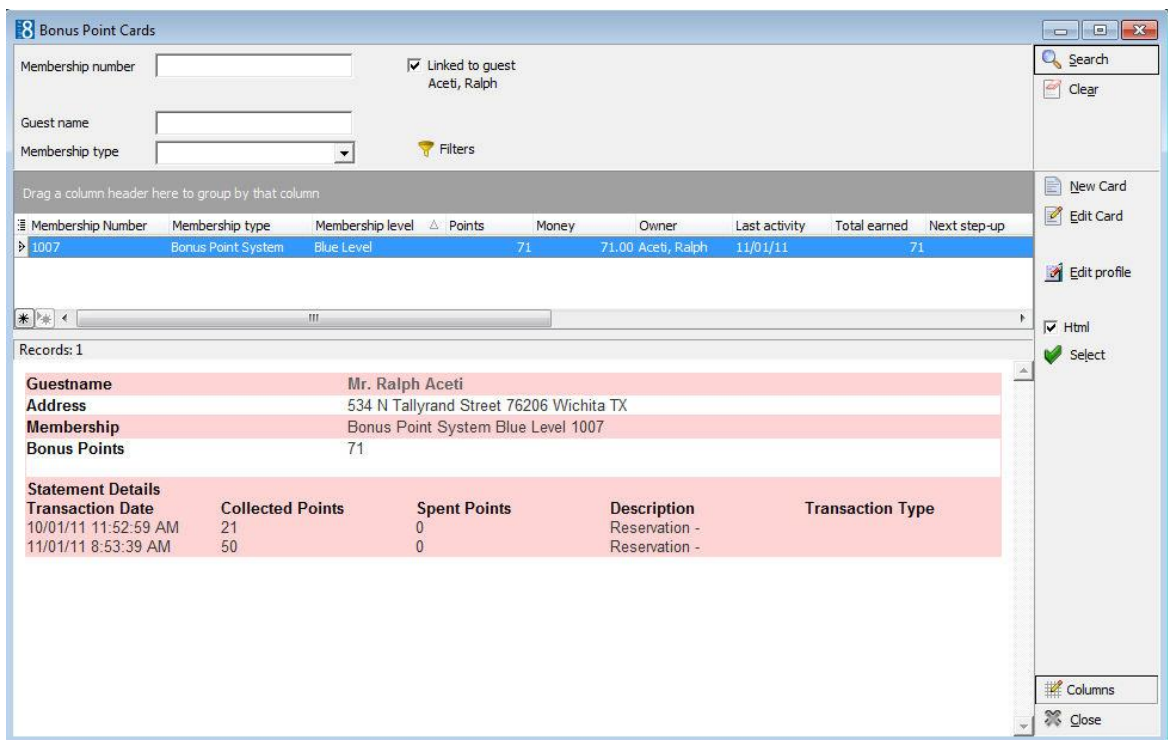 8 Bonus Point Cards
Membership number
Linked to guest
Aceti, Ralph
Search
Clear
Guest name
Membership type
Filters
Drag a column header here to group by that column
New Card
Edit Card
Membership Number Membership type Membership level Points Money Owner Last activity Total earned Next step-up
1007 Bonus Point System Blue Level 71 71.00 Aceti, Ralph 11/01/11 71
Edit profile
Html
Select
Records: 1
Guestname Mr. Ralph Aceti
Address 534 N Tallyrand Street 76206 Wichita TX
Membership Bonus Point System Blue Level 1007
Bonus Points 71
Statement Details
Transaction Date Collected Points Spent Points Description Transaction Type
10/01/11 11:52:59 AM 21 0 Reservation -
11/01/11 8:53:39 AM 50 0 Reservation -
Columns
Close